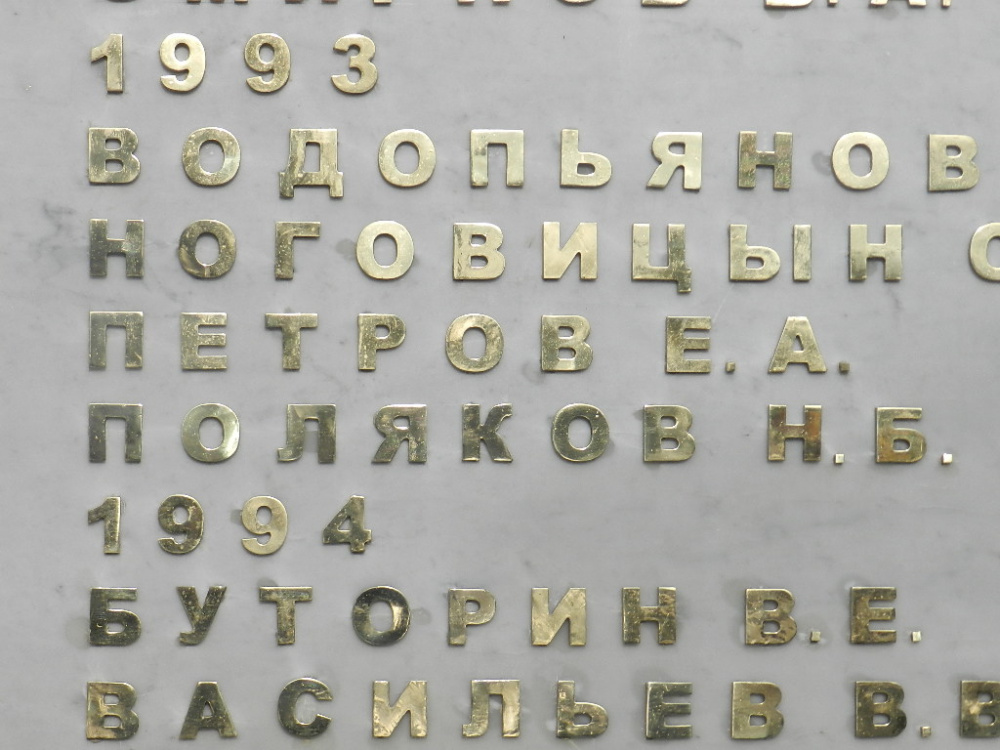 1993
ВОДОПЬЯНОВ
НОГОВИЦЫН
ПЕТРОВ Е.А.
ПОЛЯКОВ Н.Б.
1994
БУТОРИН В.Е.
ВАСИЛЬЕВ В.В